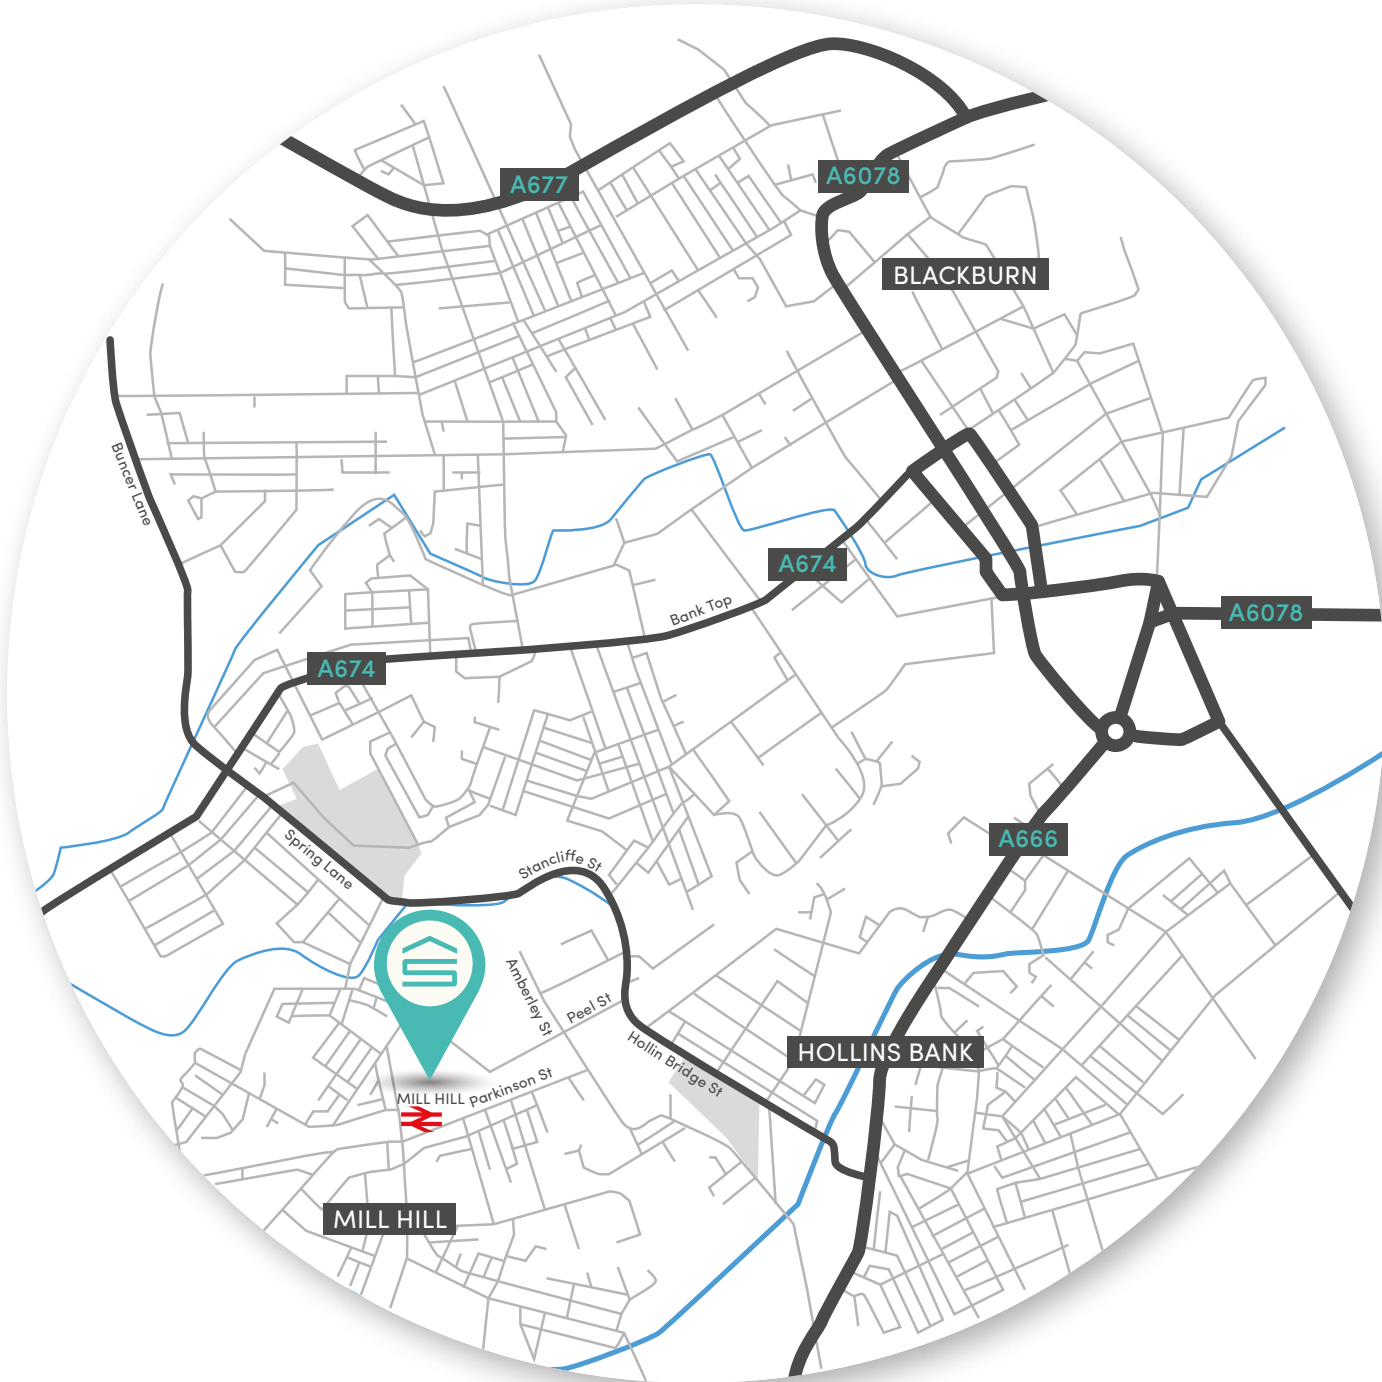 A677
A6078
BLACKBURN
Buncer Lane
A674
Bank Top
A6078
A674
Spring Lane
Stancliffe St
A666
Amberley St
Peel St
Hollin Bridge St
HOLLINS BANK
MILL HILL
Parkinson St
MILL HILL